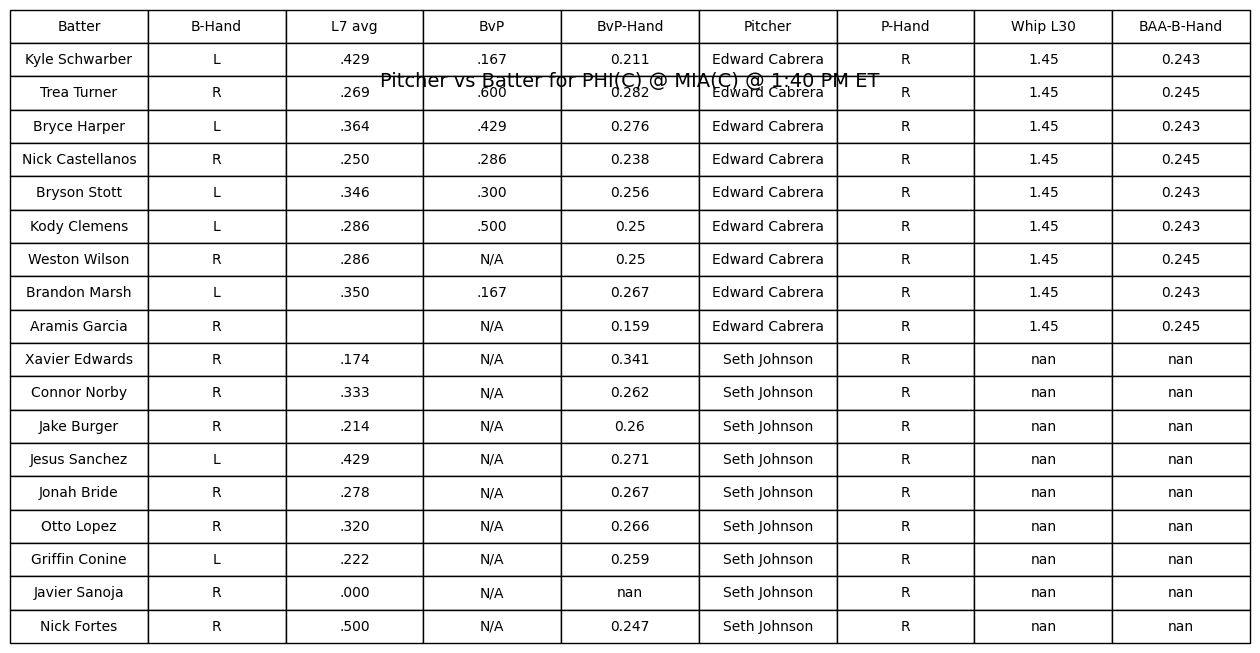 Batter B-Hand L7 avg BvP BvP-Hand Pitcher P-Hand Whip L30 BAA-B-Hand
Kyle Schwarber L .429 .167 0.211 Edward Cabrera R 1.45 0.243
Pitcher vs Batter for PHI(C) @ MIA(C) @ 1:40 PM ET
Trea Turner R .269 .600 0.282 Edward Cabrera R 1.45 0.245
Bryce Harper L .364 .429 0.276 Edward Cabrera R 1.45 0.243
Nick Castellanos R .250 .286 0.238 Edward Cabrera R 1.45 0.245
Bryson Stott L .346 .300 0.256 Edward Cabrera R 1.45 0.243
Kody Clemens L .286 .500 0.25 Edward Cabrera R 1.45 0.243
Weston Wilson R .286 N/A 0.25 Edward Cabrera R 1.45 0.245
Brandon Marsh L .350 .167 0.267 Edward Cabrera R 1.45 0.243
Aramis Garcia R N/A 0.159 Edward Cabrera R 1.45 0.245
Xavier Edwards R .174 N/A 0.341 Seth Johnson R nan nan
Connor Norby R .333 N/A 0.262 Seth Johnson R nan nan
Jake Burger R .214 N/A 0.26 Seth Johnson R nan nan
Jesus Sanchez L .429 N/A 0.271 Seth Johnson R nan nan
Jonah Bride R .278 N/A 0.267 Seth Johnson R nan nan
Otto Lopez R .320 N/A 0.266 Seth Johnson R nan nan
Griffin Conine L .222 N/A 0.259 Seth Johnson R nan nan
Javier Sanoja R .000 N/A nan Seth Johnson R nan nan
Nick Fortes R .500 N/A 0.247 Seth Johnson R nan nan